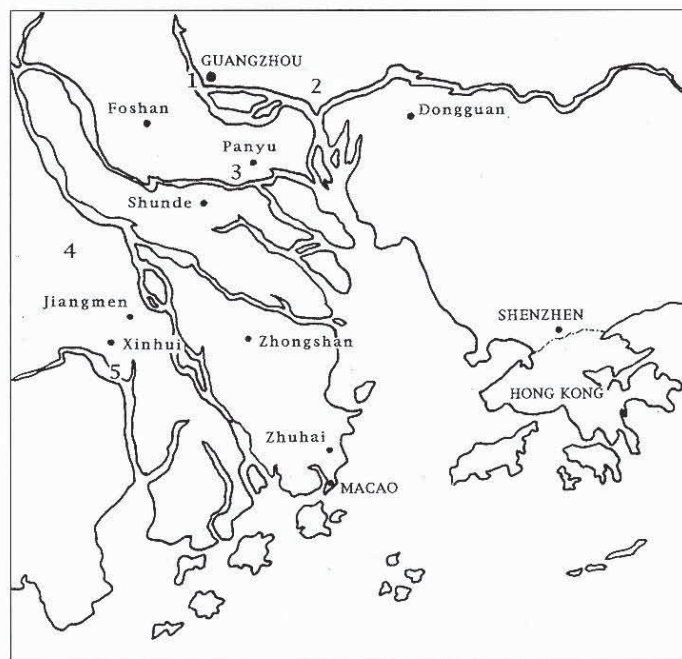 GUANGZHOU
1
2
Foshan
Dongguan
Panyu
3
Shunde
4
Jiangmen
SHENZHEN
Xinhui
Zhongshan
5
HONG KONG
Zhuhai
MACAO